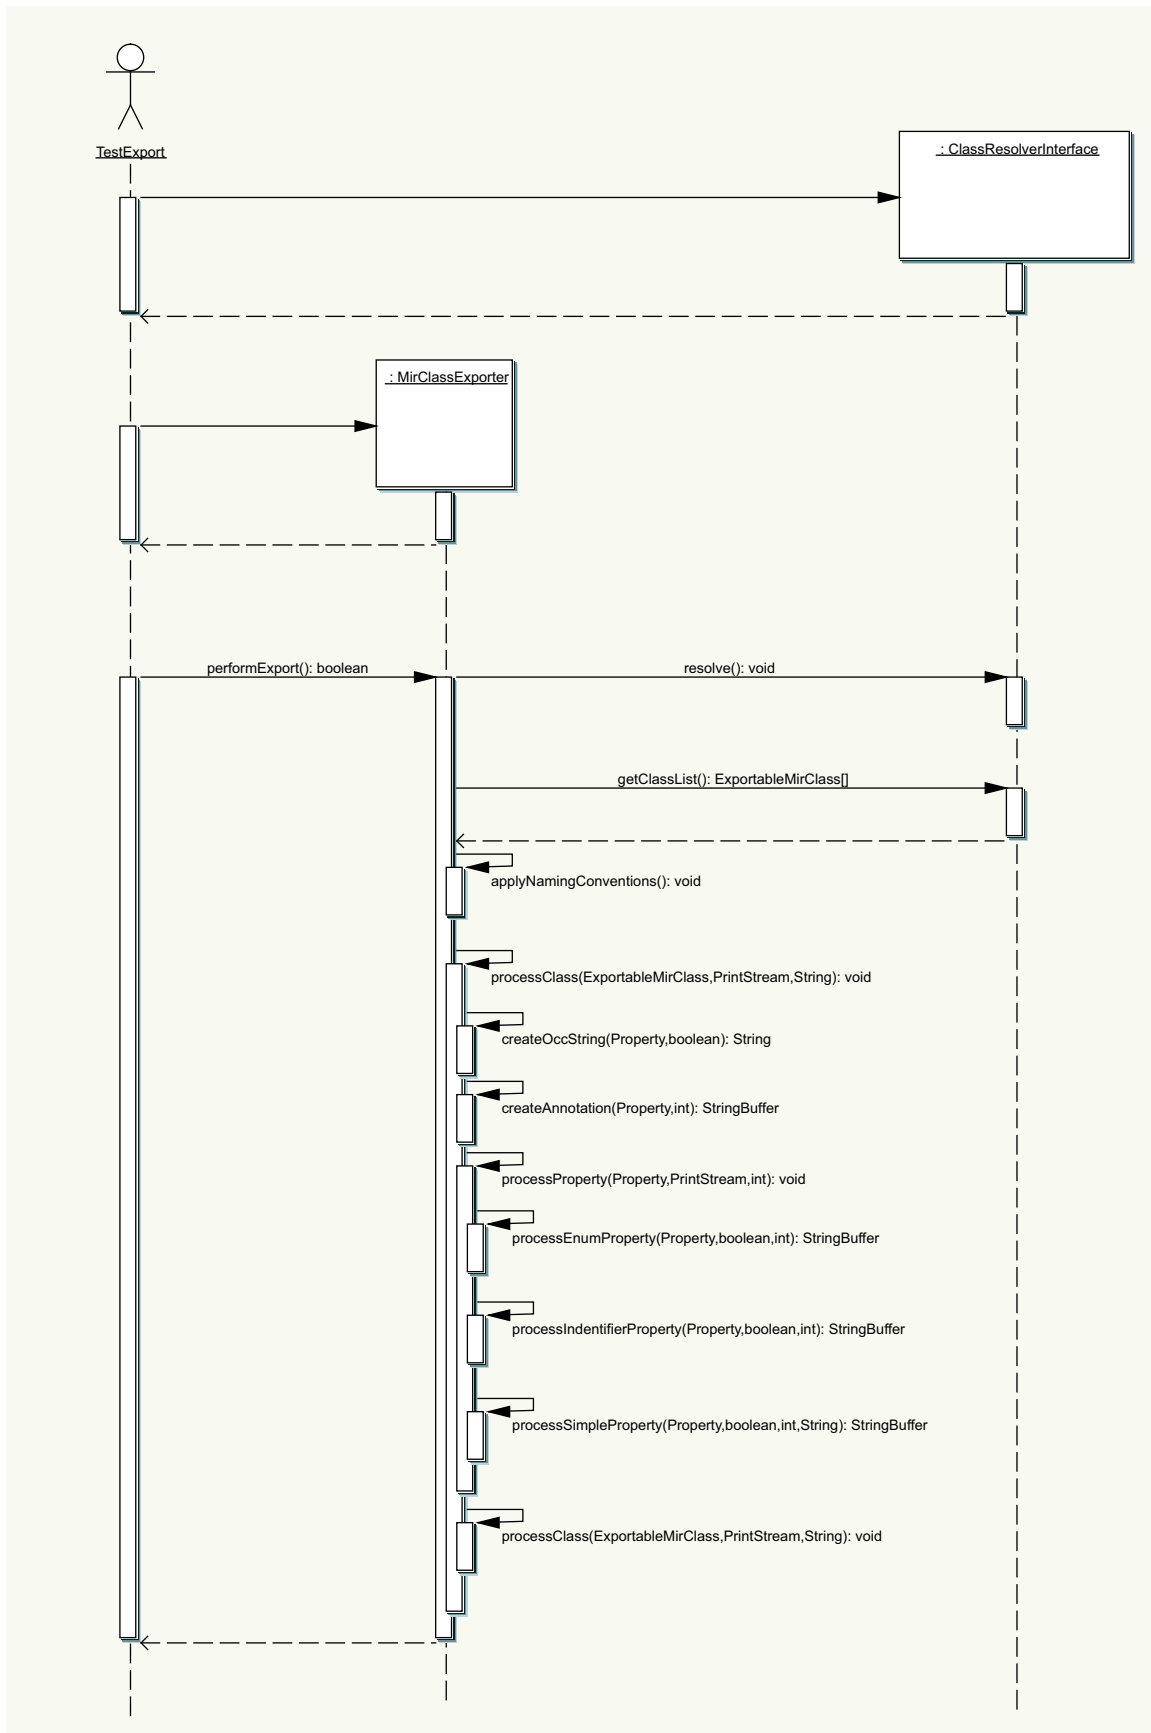 TestExport
: ClassResolverInterface
: MirClassExporter
performExport(): boolean
resolve(): void
getClassList(): ExportableMirClass[]
applyNamingConventions(): void
processClass(ExportableMirClass,PrintStream,String): void
createOccString(Property,boolean): String
createAnnotation(Property,int): StringBuffer
processProperty(Property,PrintStream,int): void
processEnumProperty(Property,boolean,int): StringBuffer
processIndentifierProperty(Property,boolean,int): StringBuffer
processSimpleProperty(Property,boolean,int,String): StringBuffer
processClass(ExportableMirClass,PrintStream,String): void